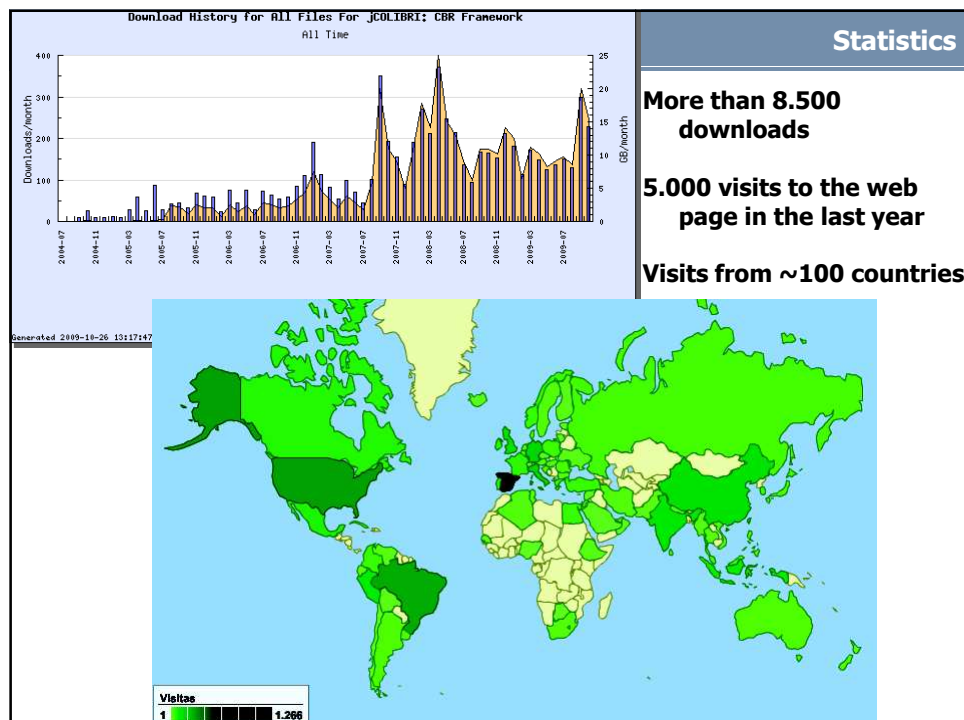 Download History for All Files For jCOLIBRI: CBR Framework
All Time
Statistics
More than 8.500
downloads
5.000 visits to the web
page in the last year
Visits from ~100 countries
Downloads/month
400
300
200
100
0
GB/month
25
20
15
10
5
0
2004-07
2004-11
2005-03
2005-07
2005-11
2006-03
2006-07
2006-11
2007-03
2007-07
2007-11
2008-03
2008-07
2008-11
2009-03
2009-07
Generated 2009-10-26 13:17:47
Visitas
1 1.266